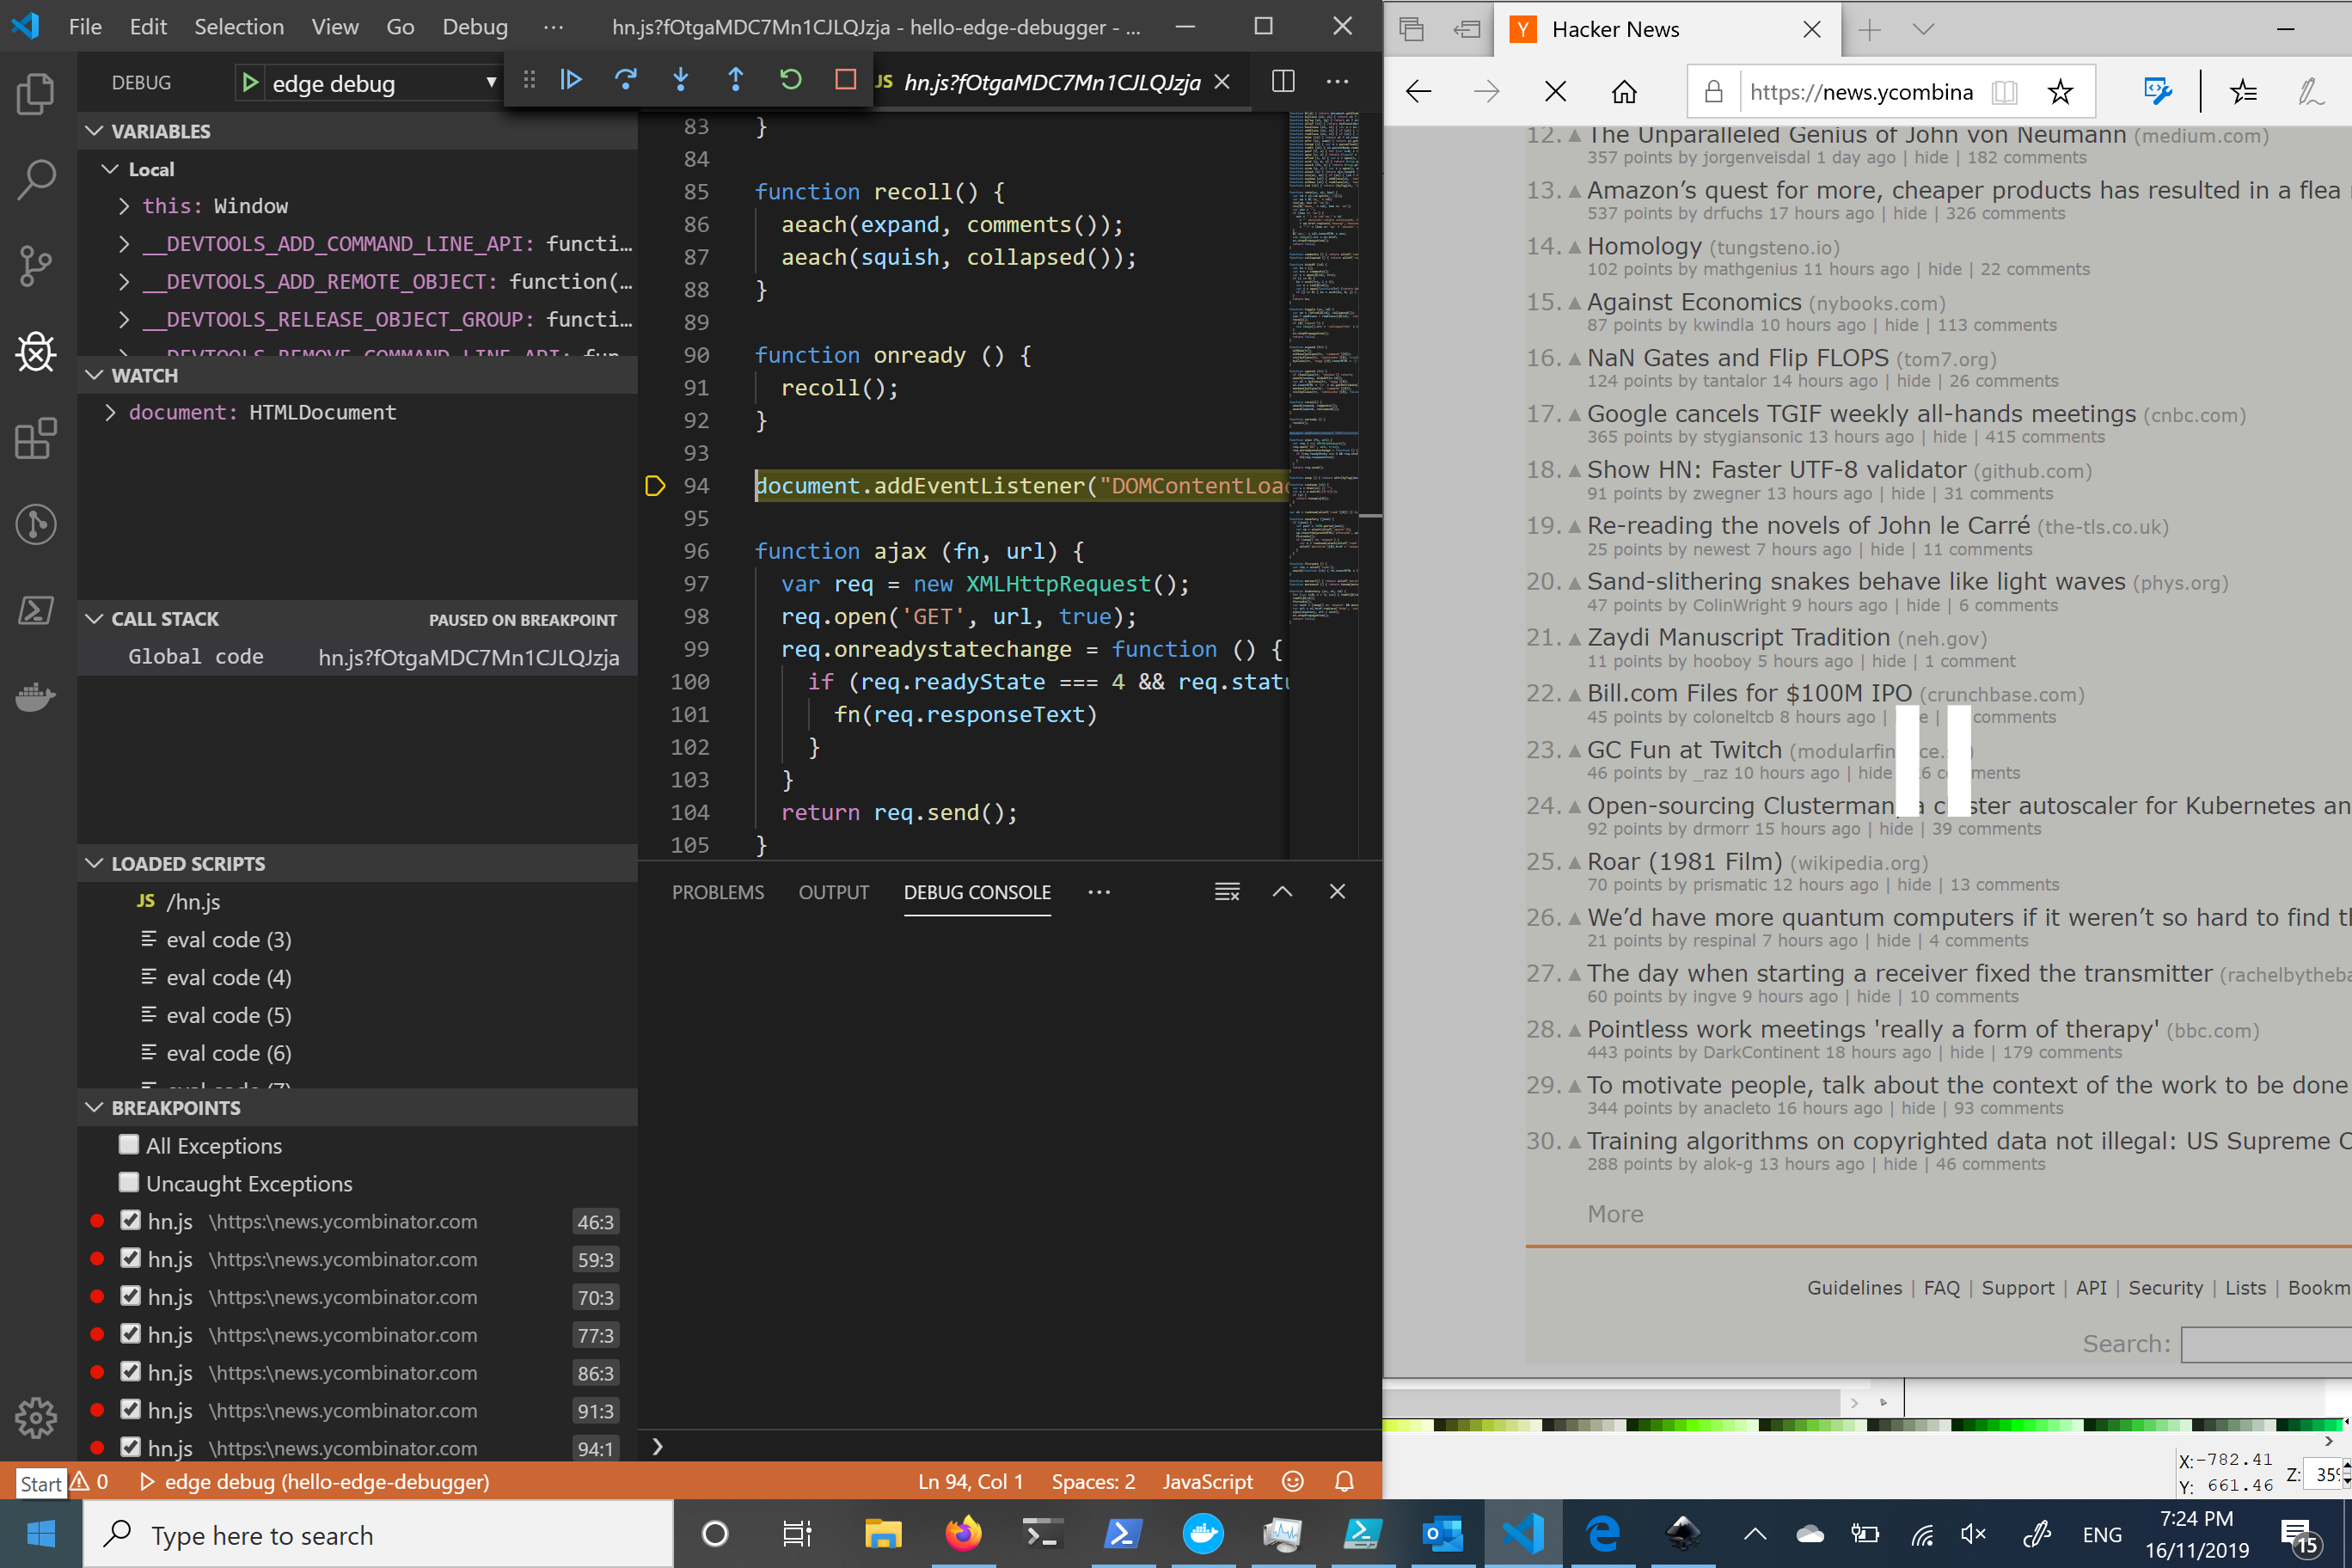 File Edit Selection View Go Debug ··· hn.js?fOtgaMDC7Mn1CJLQJzja - hello-edge-debugger - ...
DEBUG edge debug
JS hn.js?fOtgaMDC7Mn1CJLQJzja
VARIABLES
Local
this: Window
__DEVTOOLS_ADD_COMMAND_LINE_API: functi...
__DEVTOOLS_ADD_REMOTE_OBJECT: function(...
__DEVTOOLS_RELEASE_OBJECT_GROUP: functi...
__DEVTOOLS_REMOVE_COMMAND_LINE_API: fun
WATCH
document: HTMLDocument
CALL STACK PAUSED ON BREAKPOINT
Global code hn.js?fOtgaMDC7Mn1CJLQJzja
LOADED SCRIPTS
JS /hn.js
eval code (3)
eval code (4)
eval code (5)
eval code (6)
eval code (7)
BREAKPOINTS
All Exceptions
Uncaught Exceptions
hn.js \https:\news.ycombinator.com 46:3
hn.js \https:\news.ycombinator.com 59:3
hn.js \https:\news.ycombinator.com 70:3
hn.js \https:\news.ycombinator.com 77:3
hn.js \https:\news.ycombinator.com 86:3
hn.js \https:\news.ycombinator.com 91:3
hn.js \https:\news.ycombinator.com 94:1
83 }
84
85 function recoll() {
86 aeach(expand, comments());
87 aeach(squish, collapsed());
88 }
89
90 function onready () {
91 recoll();
92 }
93
94 document.addEventListener("DOMContentLoad
95
96 function ajax (fn, url) {
97 var req = new XMLHttpRequest();
98 req.open('GET', url, true);
99 req.onreadystatechange = function () {
100 if (req.readyState === 4 && req.statu
101 fn(req.responseText)
102 }
103 }
104 return req.send();
105 }
PROBLEMS OUTPUT DEBUG CONSOLE ···
Start 0 edge debug (hello-edge-debugger) Ln 94, Col 1 Spaces: 2 JavaScript
Y Hacker News
https://news.ycombina
12. The Unparalleled Genius of John von Neumann (medium.com)
357 points by jorgenveisdal 1 day ago | hide | 182 comments
13. Amazon’s quest for more, cheaper products has resulted in a flea
537 points by drfuchs 17 hours ago | hide | 326 comments
14. Homology (tungsteno.io)
102 points by mathgenius 11 hours ago | hide | 22 comments
15. Against Economics (nybooks.com)
87 points by kwindla 10 hours ago | hide | 113 comments
16. NaN Gates and Flip FLOPS (tom7.org)
124 points by tantalor 14 hours ago | hide | 26 comments
17. Google cancels TGIF weekly all-hands meetings (cnbc.com)
365 points by stygiansonic 13 hours ago | hide | 415 comments
18. Show HN: Faster UTF-8 validator (github.com)
91 points by zwegner 13 hours ago | hide | 31 comments
19. Re-reading the novels of John le Carré (the-tls.co.uk)
25 points by newest 7 hours ago | hide | 11 comments
20. Sand-slithering snakes behave like light waves (phys.org)
47 points by ColinWright 9 hours ago | hide | 6 comments
21. Zaydi Manuscript Tradition (neh.gov)
11 points by hooboy 5 hours ago | hide | 1 comment
22. Bill.com Files for $100M IPO (crunchbase.com)
45 points by coloneltcb 8 hours ago | | comments
23. GC Fun at Twitch
46 points by _raz 10 hours ago | hide
24. Open-sourcing Clusterman, a cluster autoscaler for Kubernetes an
92 points by drmorr 15 hours ago | hide | 39 comments
25. Roar (1981 Film) (wikipedia.org)
70 points by prismatic 12 hours ago | hide | 13 comments
26. We’d have more quantum computers if it weren’t so hard to find t
21 points by respinal 7 hours ago | hide | 4 comments
27. The day when starting a receiver fixed the transmitter (rachelbytheba
60 points by ingve 9 hours ago | hide | 10 comments
28. Pointless work meetings 'really a form of therapy' (bbc.com)
443 points by DarkContinent 18 hours ago | hide | 179 comments
29. To motivate people, talk about the context of the work to be done
344 points by anacleto 16 hours ago | hide | 93 comments
30. Training algorithms on copyrighted data not illegal: US Supreme C
288 points by alok-g 13 hours ago | hide | 46 comments
More
Guidelines | FAQ | Support | API | Security | Lists | Bookm
Search:
X: -782.41
Y: 661.46 Z: 35%
Type here to search
ENG 7:24 PM
16/11/2019 15